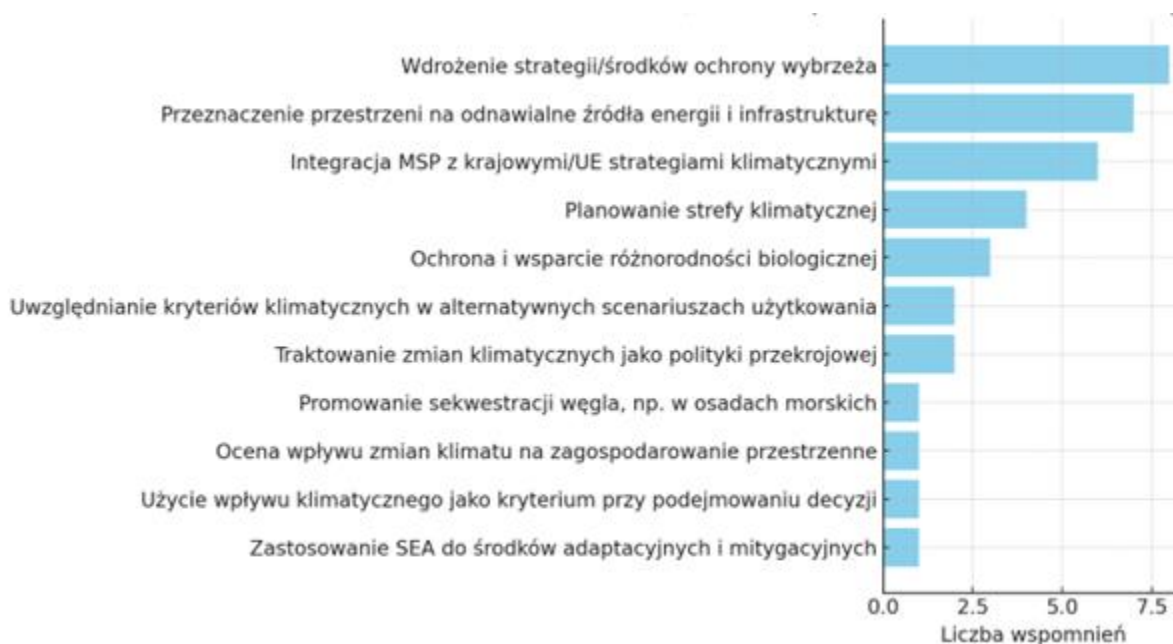 Wdrożenie strategii/środków ochrony wybrzeża
Przeznaczenie przestrzeni na odnawialne źródła energii i infrastrukturę
Integracja MSP z krajowymi/UE strategiami klimatycznymi
Planowanie strefy klimatycznej
Ochrona i wsparcie różnorodności biologicznej
Uwzględnianie kryteriów klimatycznych w alternatywnych scenariuszach użytkowania
Traktowanie zmian klimatycznych jako polityki przekrojowej
Promowanie sekwestracji węgla, np. w osadach morskich
Ocena wpływu zmian klimatu na zagospodarowanie przestrzenne
Użycie wpływu klimatycznego jako kryterium przy podejmowaniu decyzji
Zastosowanie SEA do środków adaptacyjnych i mitygacyjnych
0.0 2.5 5.0 7.5
Liczba wspomnień